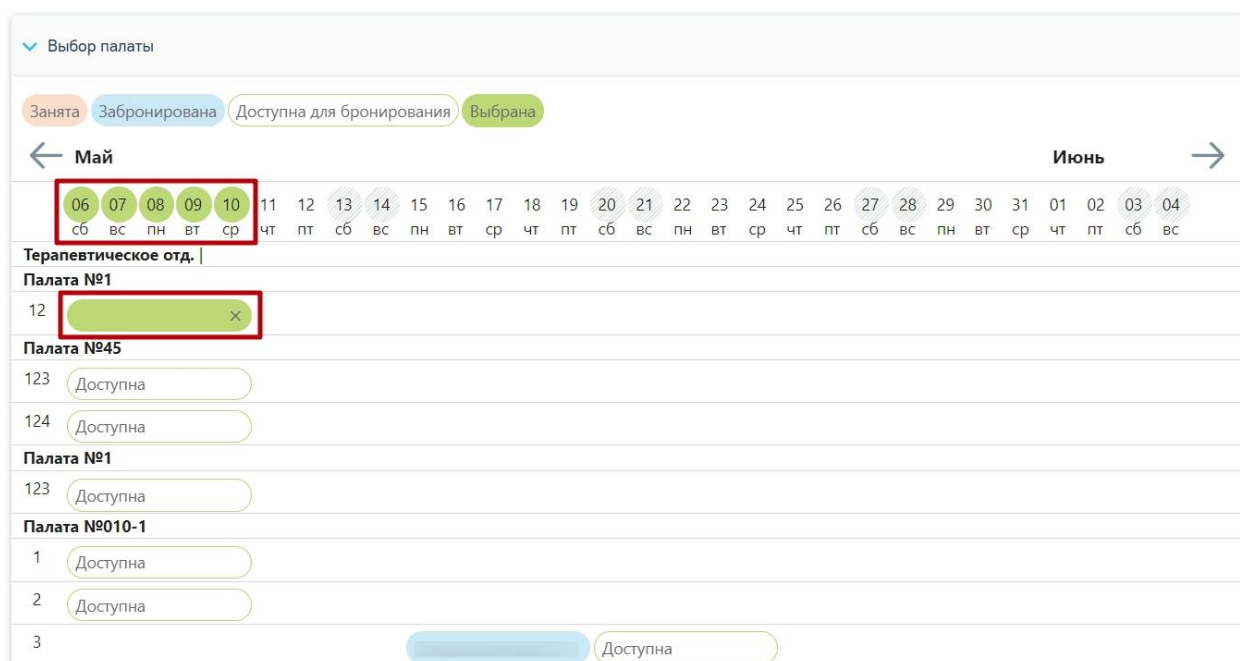 Выбор палаты
Занята Забронирована Доступна для бронирования Выбрана
Май Июнь
06 07 08 09 10 11 12 13 14 15 16 17 18 19 20 21 22 23 24 25 26 27 28 29 30 31 01 02 03 04
сб вс пн вт ср чт пт сб вс пн вт ср чт пт сб вс пн вт ср чт пт сб вс пн вт ср чт пт сб вс
Терапевтическое отд. |
Палата №1
12 ×
Палата №45
123 Доступна
124 Доступна
Палата №1
123 Доступна
Палата №010-1
1 Доступна
2 Доступна
3 Доступна